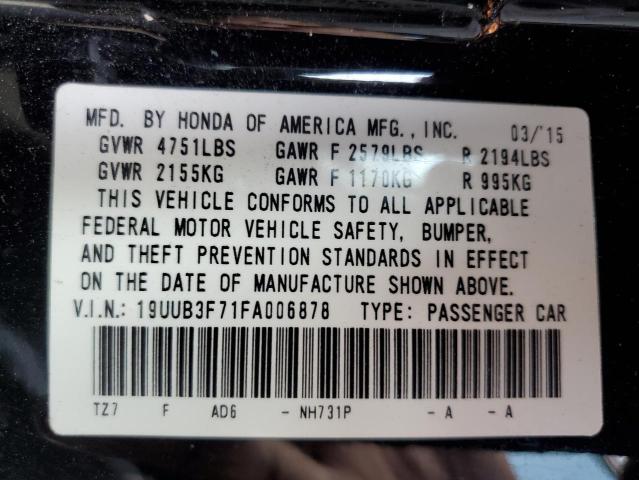 MFD. BY HONDA OF AMERICA MFG., INC. 03/'15
GVWR 4751LBS GAWR F 2579LBS R 2194LBS
GVWR 2155KG GAWR F 1170KG R 995KG
THIS VEHICLE CONFORMS TO ALL APPLICABLE
FEDERAL MOTOR VEHICLE SAFETY, BUMPER,
AND THEFT PREVENTION STANDARDS IN EFFECT
ON THE DATE OF MANUFACTURE SHOWN ABOVE.
V.I.N.: 19UUB3F71FA006878 TYPE: PASSENGER CAR
TZ7 F AD6 - NH731P - A - A